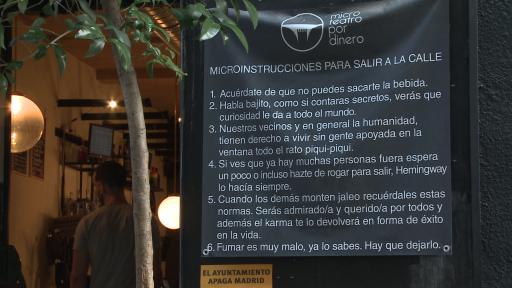 micro
teatro
por
dinero
MICROINSTRUCCIONES PARA SALIR A LA CALLE
1. Acuérdate de que no puedes sacarte la bebida.
2. Habla bajito, como si contaras secretos, verás que
curiosidad le da a todo el mundo.
3. Nuestros vecinos y en general la humanidad,
tienen derecho a vivir sin gente apoyada en la
ventana todo el rato piqui-piqui.
4. Si ves que ya hay muchas personas fuera espera
un poco o incluso hazte de rogar para salir, Hemingway
lo hacía siempre.
5. Cuando los demás monten jaleo recuérdales estas
normas. Serás admirado/a y querido/a por todos y
además el karma te lo devolverá en forma de éxito
en la vida.
6. Fumar es muy malo, ya lo sabes. Hay que dejarlo.
EL AYUNTAMIENTO
APAGA MADRID